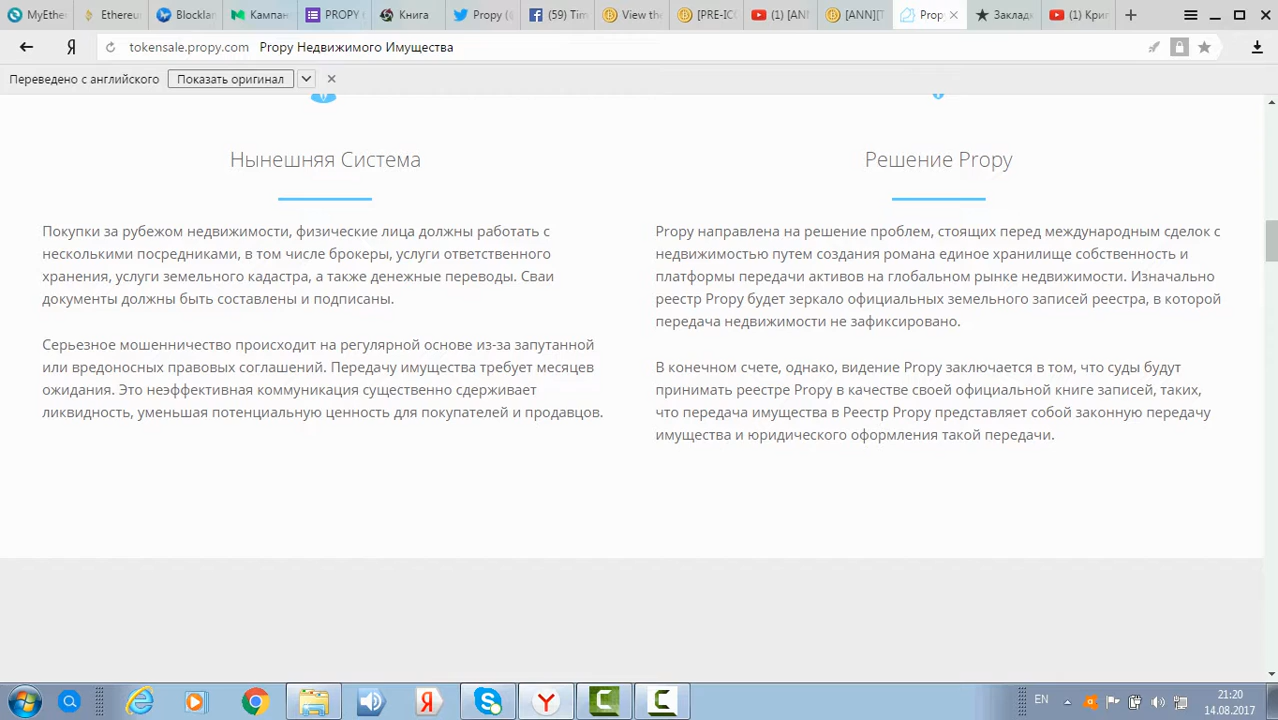 MyEther
Ethereu
Blocklan
Кампан
PROPY t
Книга
Propy (@
(59) Tim
View the
[PRE-ICO
(1) [ANN
[ANN][T
Prop
Заклад
(1) Крип
Я tokensale.propy.com Propy Недвижимого Имущества
Переведено с английского Показать оригинал
Нынешняя Система
Покупки за рубежом недвижимости, физические лица должны работать с
несколькими посредниками, в том числе брокеры, услуги ответственного
хранения, услуги земельного кадастра, а также денежные переводы. Сваи
документы должны быть составлены и подписаны.
Серьезное мошенничество происходит на регулярной основе из-за запутанной
или вредоносных правовых соглашений. Передачу имущества требует месяцев
ожидания. Это неэффективная коммуникация существенно сдерживает
ликвидность, уменьшая потенциальную ценность для покупателей и продавцов.
Решение Propy
Propy направлена на решение проблем, стоящих перед международным сделок с
недвижимостью путем создания романа единое хранилище собственность и
платформы передачи активов на глобальном рынке недвижимости. Изначально
реестр Propy будет зеркало официальных земельного записей реестра, в которой
передача недвижимости не зафиксировано.
В конечном счете, однако, видение Propy заключается в том, что суды будут
принимать реестре Propy в качестве своей официальной книге записей, таких,
что передача имущества в Реестр Propy представляет собой законную передачу
имущества и юридического оформления такой передачи.
EN
21:20
14.08.2017